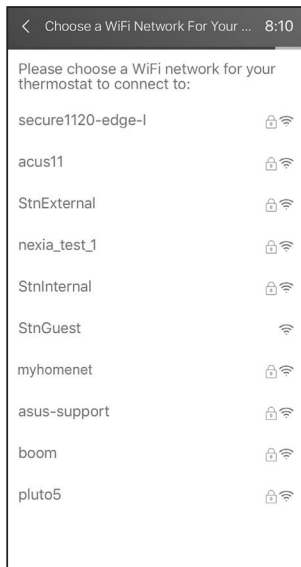 Choose a WiFi Network For Your ... 8:10
Please choose a WiFi network for your
thermostat to connect to:
secure1120-edge-l
acus11
StnExternal
nexia_test_1
StnInternal
StnGuest
myhomenet
asus-support
boom
pluto5